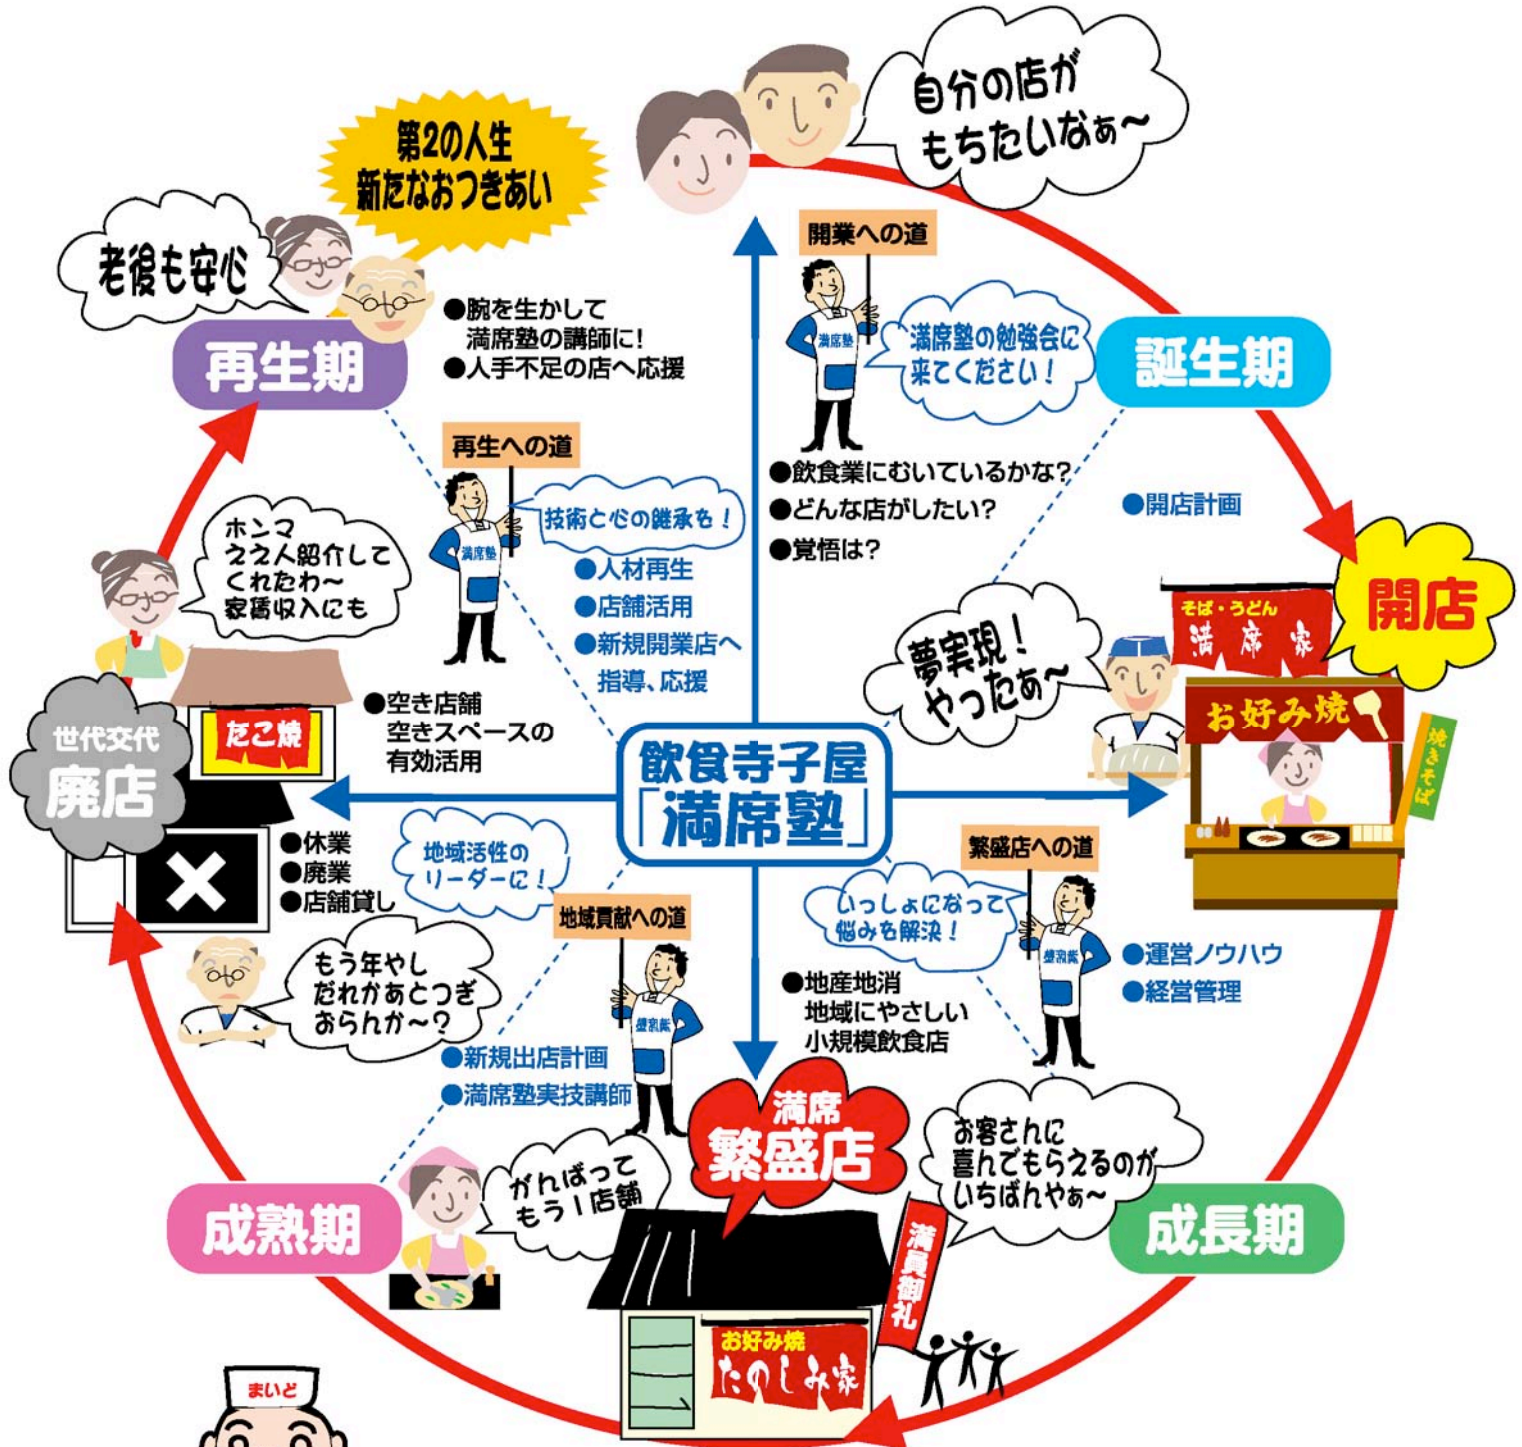 自分の店が
もちたいなぁ〜
第2の人生
新たなおつきあい
老後も安心
再生期
●腕を生かして
満席塾の講師に!
●人手不足の店へ応援
開業への道
満席塾
満席塾の勉強会に
来てください!
誕生期
●飲食業にむいているかな?
●どんな店がしたい?
●覚悟は?
●開店計画
再生への道
満席塾
技術と心の継承を!
●人材再生
●店舗活用
●新規開業店へ
指導、応援
ホンマ
ええ人紹介して
くれたわ〜
家賃収入にも
開店
そば・うどん
満席家
夢実現!
やったぁ〜
お好み焼
焼きそば
●空き店舗
空きスペースの
有効活用
たこ焼
世代交代
廃店
飲食寺子屋
「満席塾」
●休業
●廃業
●店舗貸し
地域活性の
リーダーに!
地域貢献への道
繁盛店への道
いっしょになって
悩みを解決!
●運営ノウハウ
●経営管理
●地産地消
地域にやさしい
小規模飲食店
もう年やし
だれかあとつぎ
おらんか〜?
●新規出店計画
●満席塾実技講師
満席
繁盛店
お客さんに
喜んでもらえるのが
いちばんやぁ〜
成長期
成熟期
がんばって
もう1店舗
満員御礼
お好み焼
たのしみ家
まいど